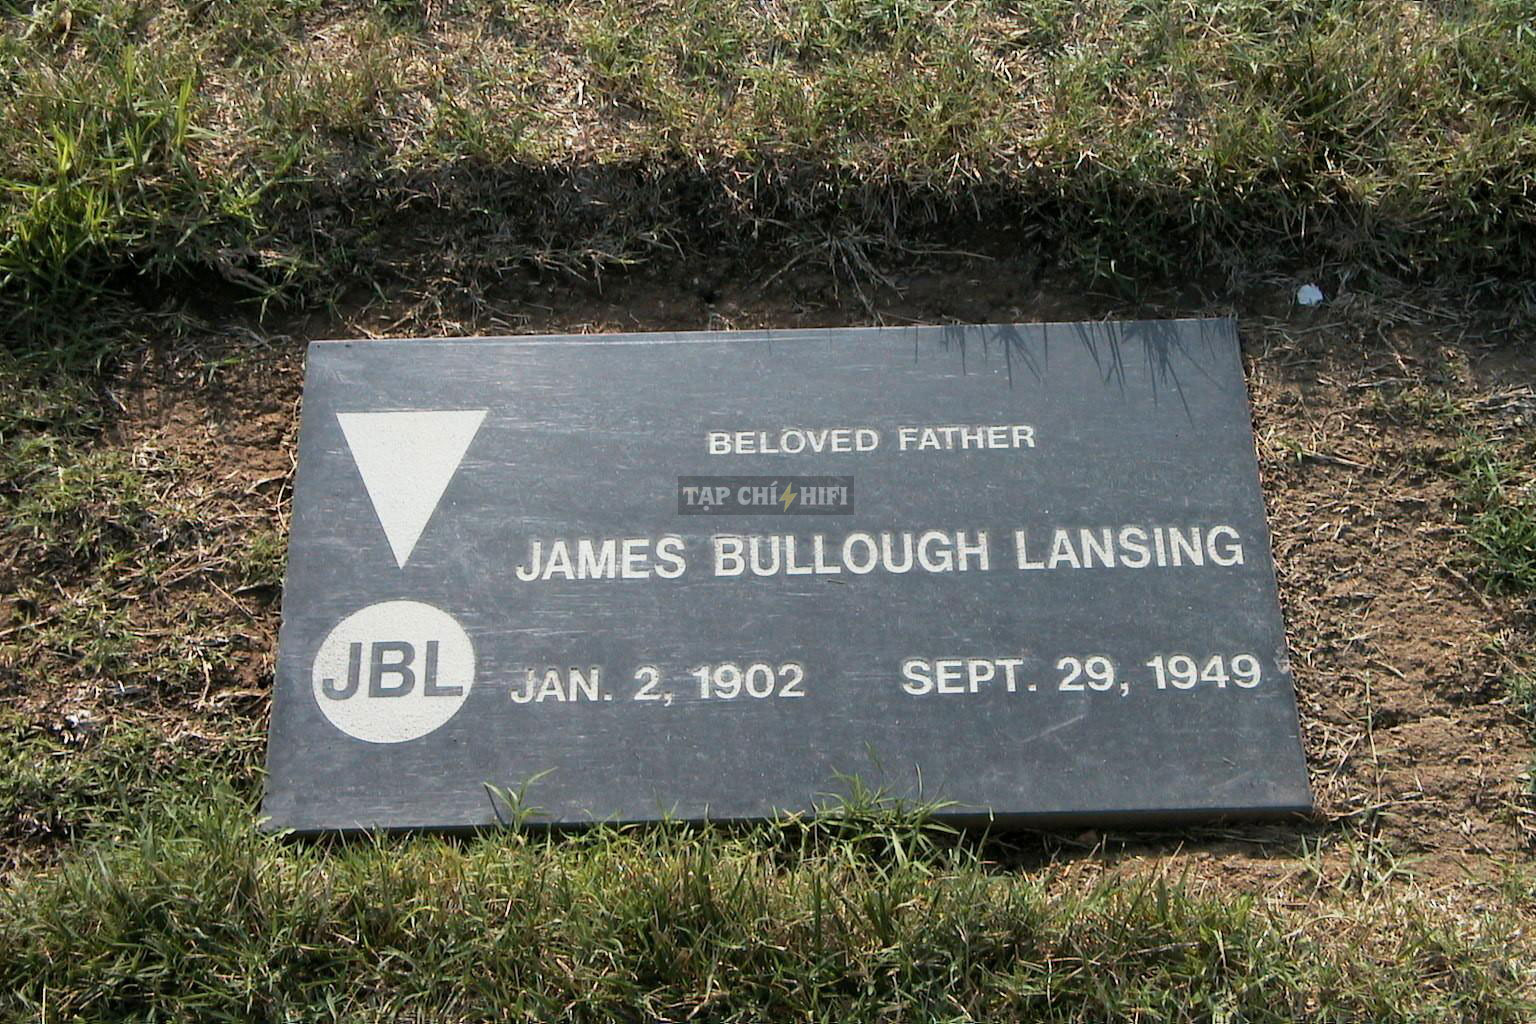 BELOVED FATHER
TẠP CHÍ HIFI
JAMES BULLOUGH LANSING
JBL
JAN. 2, 1902 SEPT. 29, 1949